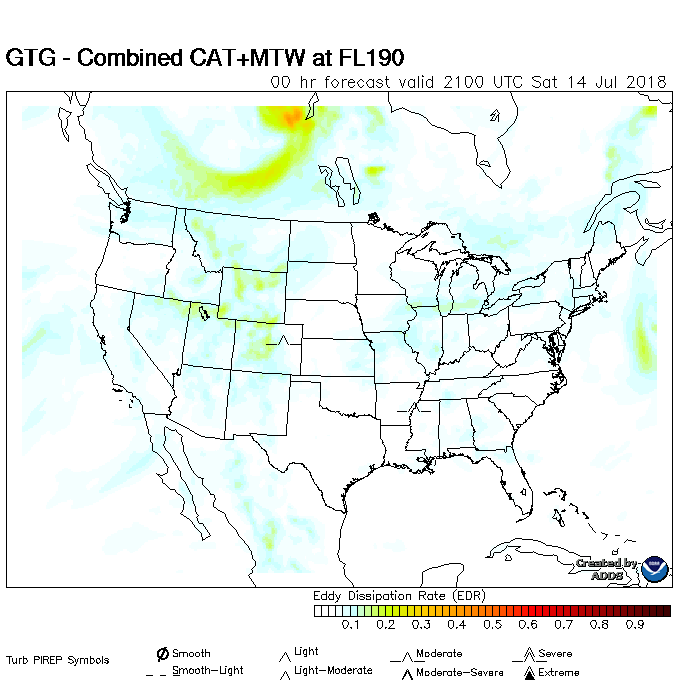 GTG - Combined CAT+MTW at FL190
00 hr forecast valid 2100 UTC Sat 14 Jul 2018
Created by
ADDS
Eddy Dissipation Rate (EDR)
0.1 0.2 0.3 0.4 0.5 0.6 0.7 0.8 0.9
Turb PIREP Symbols
Smooth Light Moderate Severe
Smooth-Light Light-Moderate Moderate-Severe Extreme